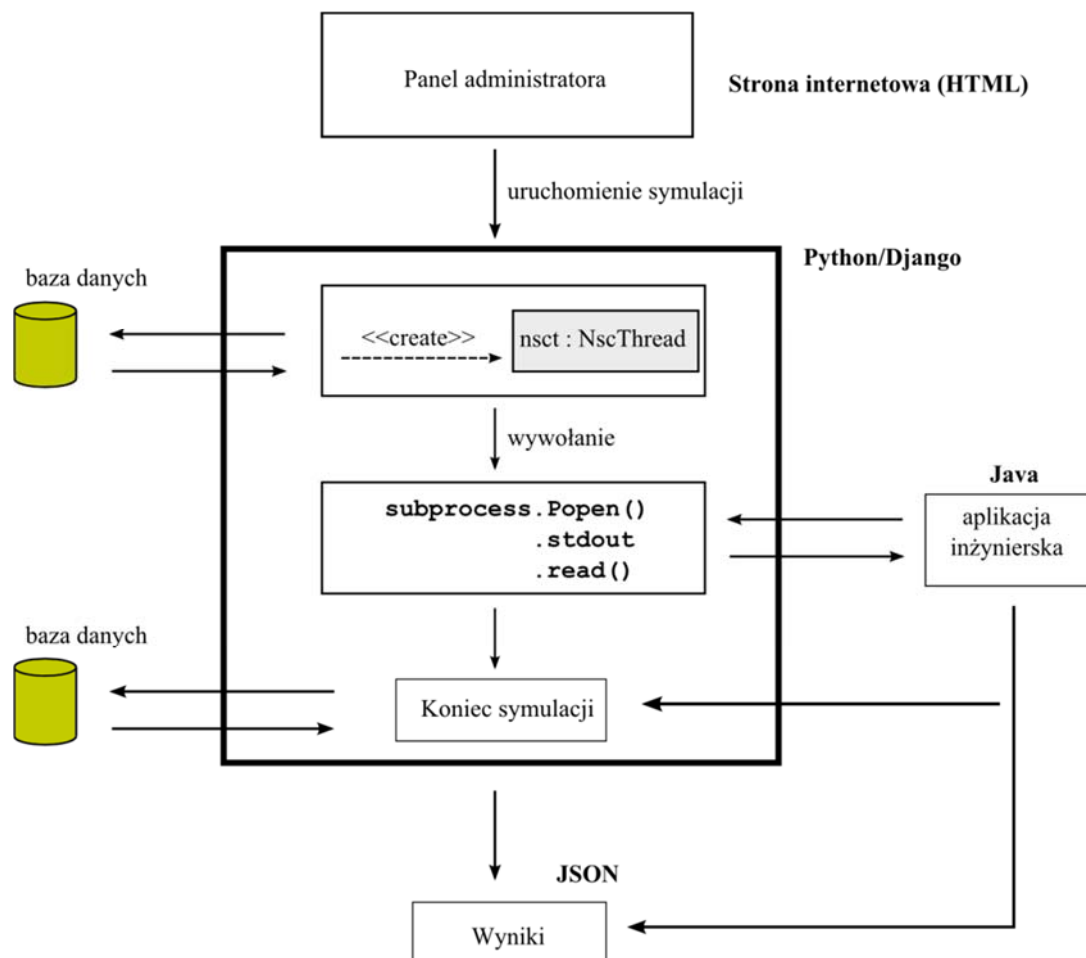 Panel administratora
Strona internetowa (HTML)
uruchomienie symulacji
Python/Django
baza danych
<<create>>
nsct : NscThread
wywołanie
Java
subprocess.Popen()
.stdout
.read()
aplikacja
inżynierska
baza danych
Koniec symulacji
JSON
Wyniki